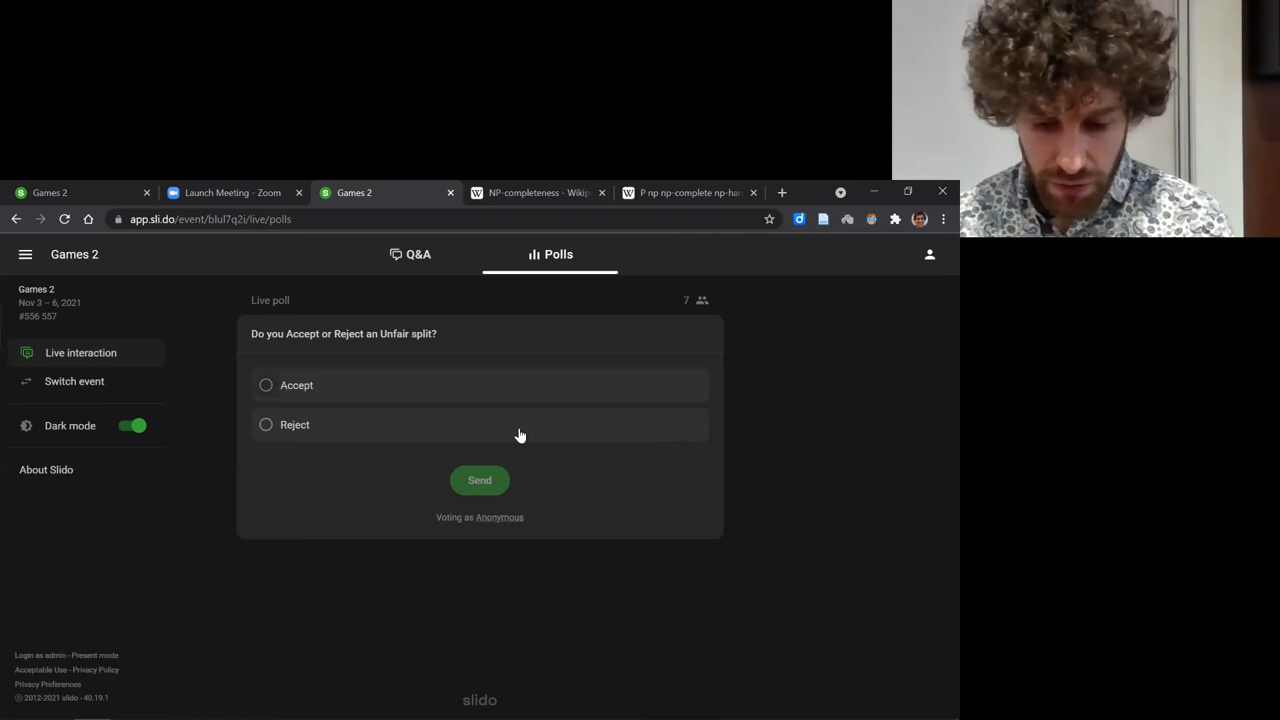 Games 2
Launch Meeting - Zoom
Games 2
NP-completeness - Wikip
P np np-complete np-han
app.sli.do/event/blul7q2i/live/polls
Games 2
Q&A
Polls
Games 2
Nov 3 – 6, 2021
#556 557
Live interaction
Switch event
Dark mode
About Slido
Live poll
7
Do you Accept or Reject an Unfair split?
Accept
Reject
Send
Voting as Anonymous
Login as admin - Present mode
Acceptable Use - Privacy Policy
Privacy Preferences
© 2012-2021 slido - 40.19.1
slido